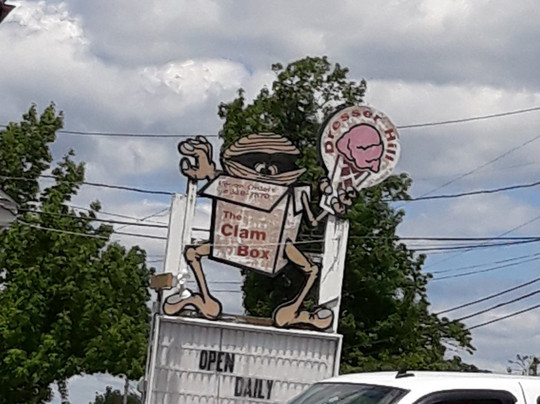 Dresser Hill
The
Clam
Box
OPEN
DAILY